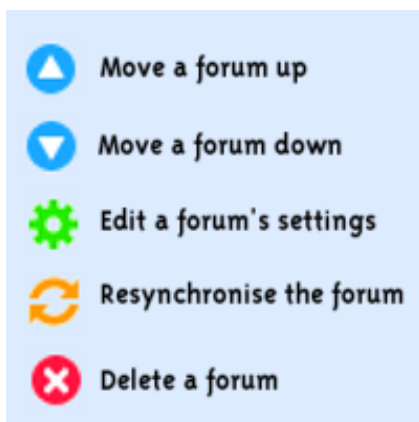 Move a forum up
Move a forum down
Edit a forum's settings
Resynchronise the forum
Delete a forum